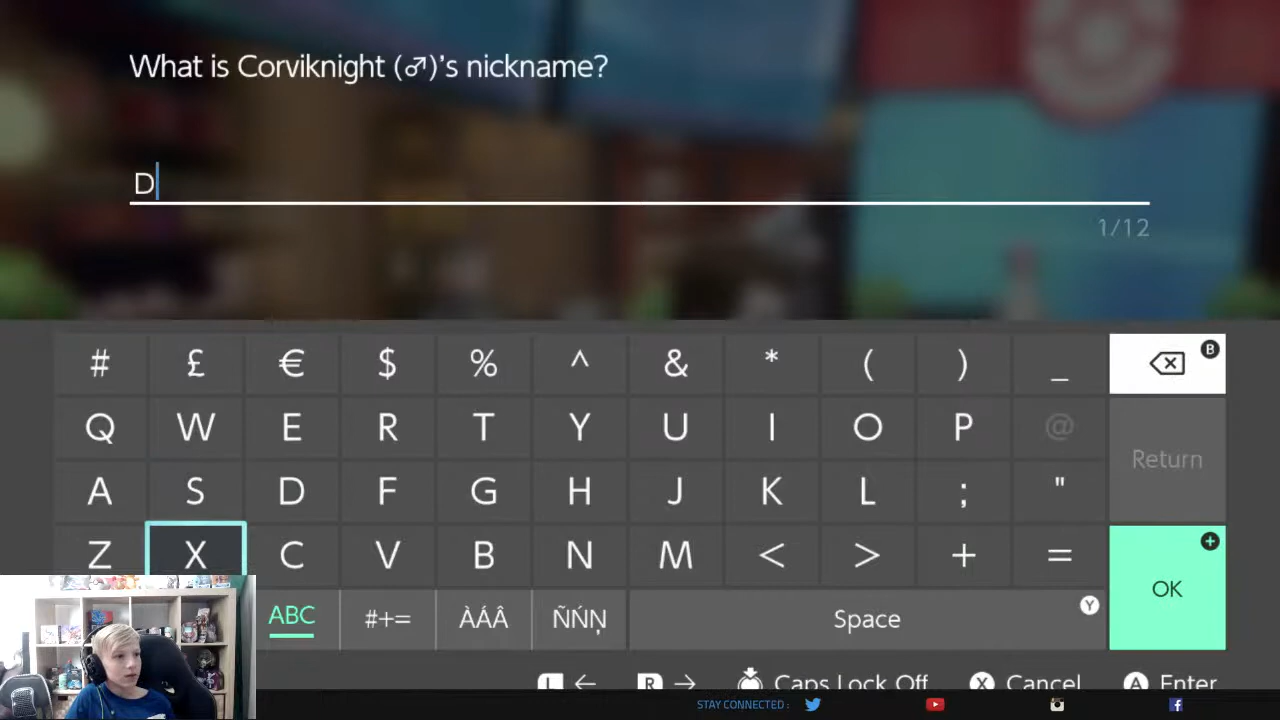 What is Corviknight (♂)'s nickname?
D
1/12
# £ € $ % ^ & * ( ) _ B
Q W E R T Y U I O P @ Return
A S D F G H J K L ; "
Z X C V B N M < > + = OK +
ABC #+= ÀÁÂ ÑŃŅ Space Y
L ← R → Caps Lock Off X Cancel A Enter
STAY CONNECTED :